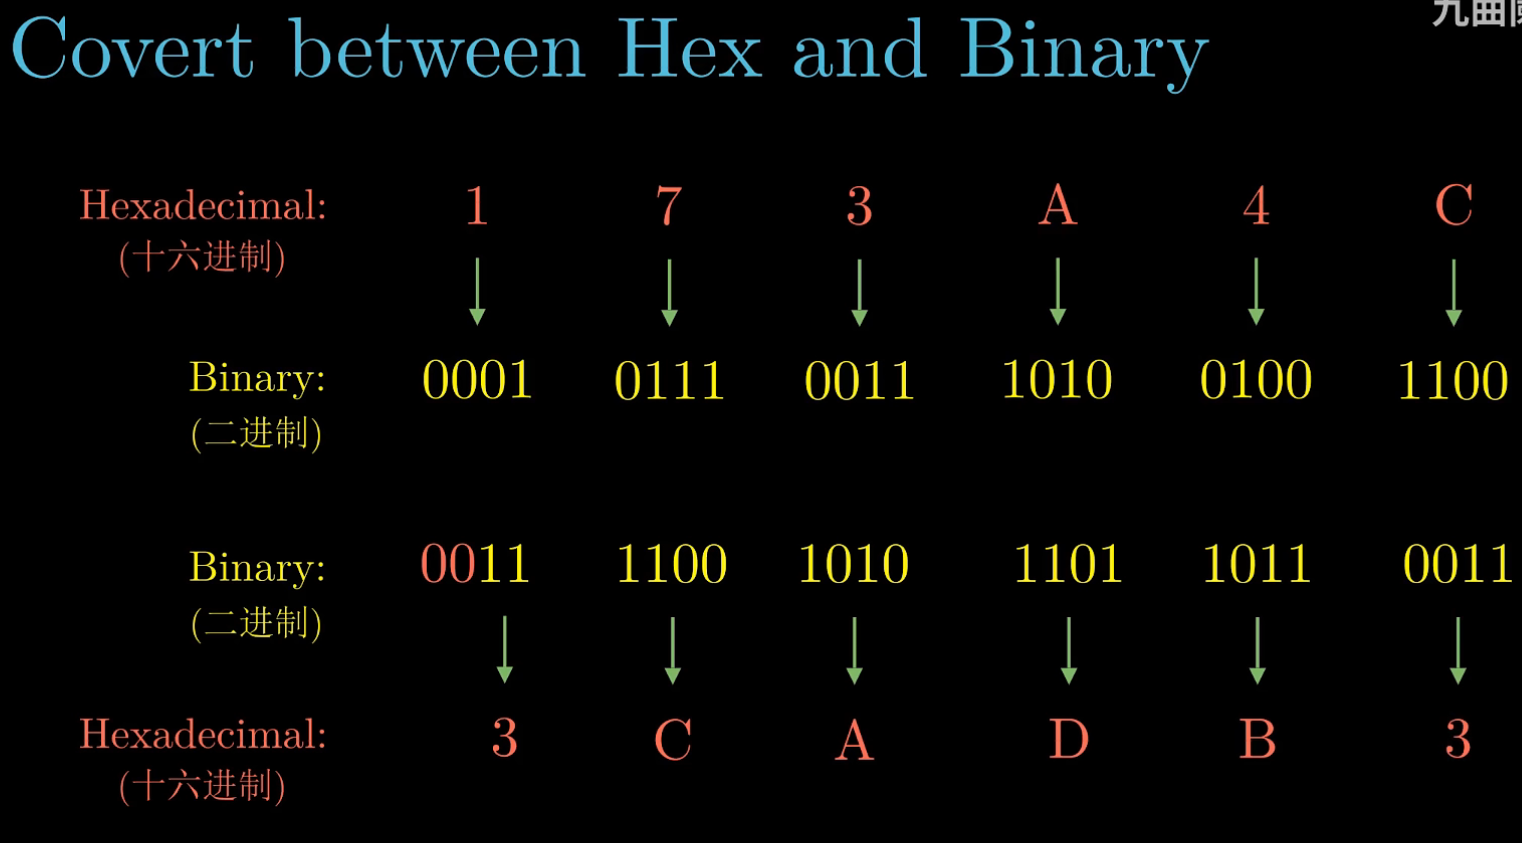 九曲
Covert between Hex and Binary
Hexadecimal: 1 7 3 A 4 C
(十六进制)
Binary: 0001 0111 0011 1010 0100 1100
(二进制)
Binary: 0011 1100 1010 1101 1011 0011
(二进制)
Hexadecimal: 3 C A D B 3
(十六进制)